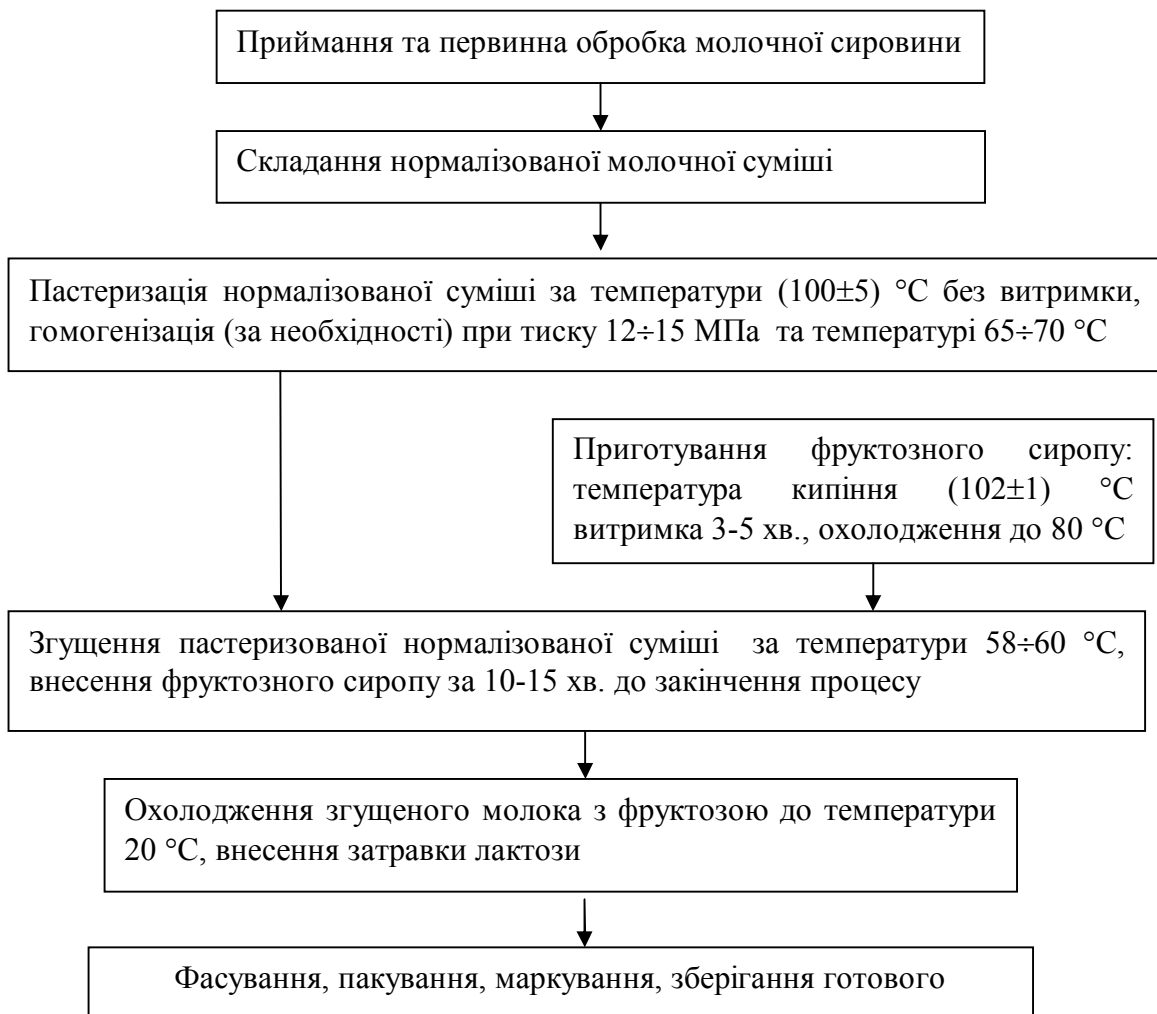 Приймання та первинна обробка молочної сировини
Складання нормалізованої молочної суміші
Пастеризація нормалізованої суміші за температури (100±5) °С без витримки,
гомогенізація (за необхідності) при тиску 12÷15 МПа та температурі 65÷70 °С
Приготування фруктозного сиропу:
температура кипіння (102±1) °С
витримка 3-5 хв., охолодження до 80 °С
Згущення пастеризованої нормалізованої суміші за температури 58÷60 °С,
внесення фруктозного сиропу за 10-15 хв. до закінчення процесу
Охолодження згущеного молока з фруктозою до температури
20 °С, внесення затравки лактози
Фасування, пакування, маркування, зберігання готового